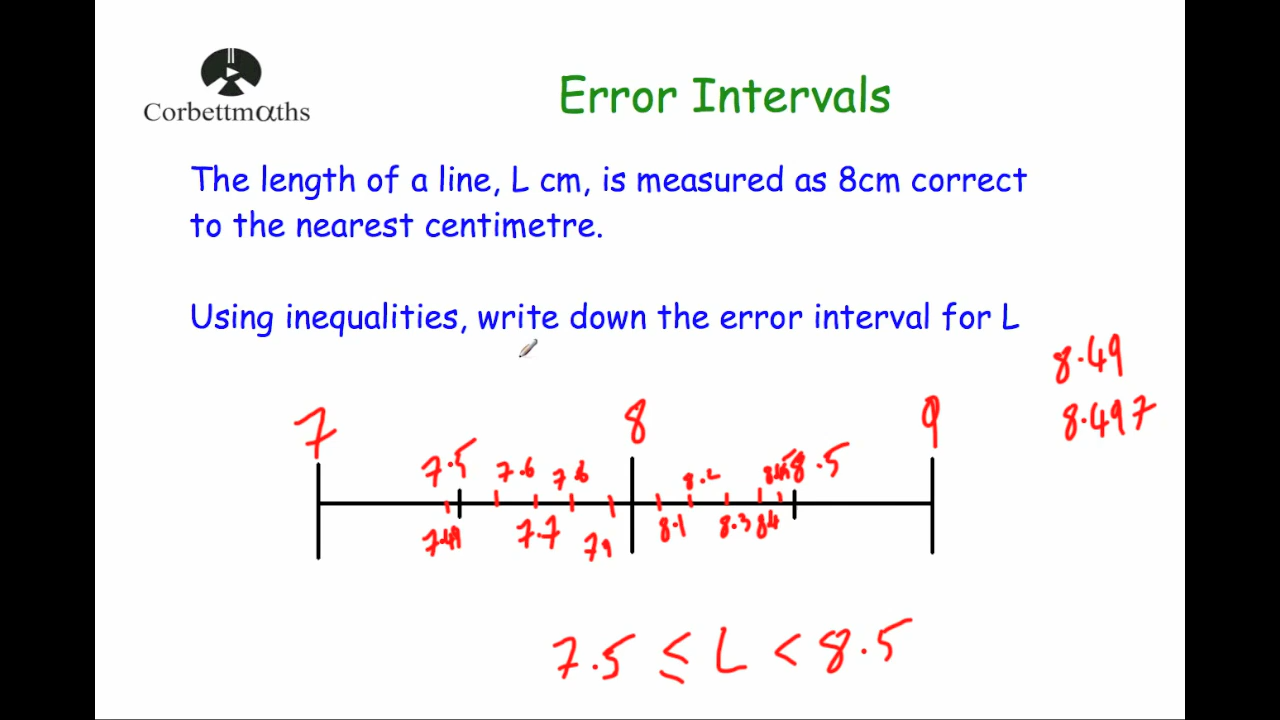 Corbettmαths
Error Intervals
The length of a line, L cm, is measured as 8cm correct
to the nearest centimetre.
Using inequalities, write down the error interval for L
8.49
8.497
7 8 9
7.5 7.6 7.8 8.2 8.5
7.49 7.7 7.9 8.1 8.3 8.4
7.5 ≤ L < 8.5